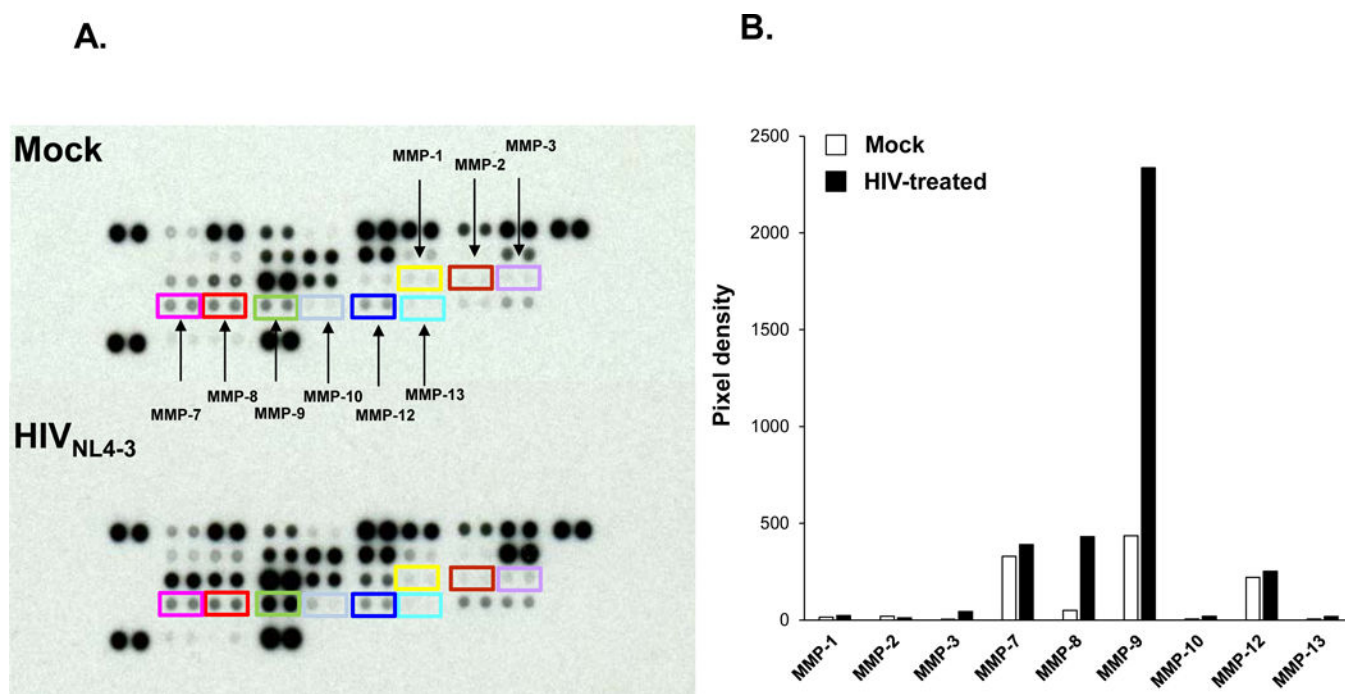 A.
Mock
MMP-1
MMP-2
MMP-3
MMP-7
MMP-8
MMP-9
MMP-10
MMP-12
MMP-13
HIVNL4-3
B.
2500
2000
1500
1000
500
0
Pixel density
Mock
HIV-treated
MMP-1
MMP-2
MMP-3
MMP-7
MMP-8
MMP-9
MMP-10
MMP-12
MMP-13